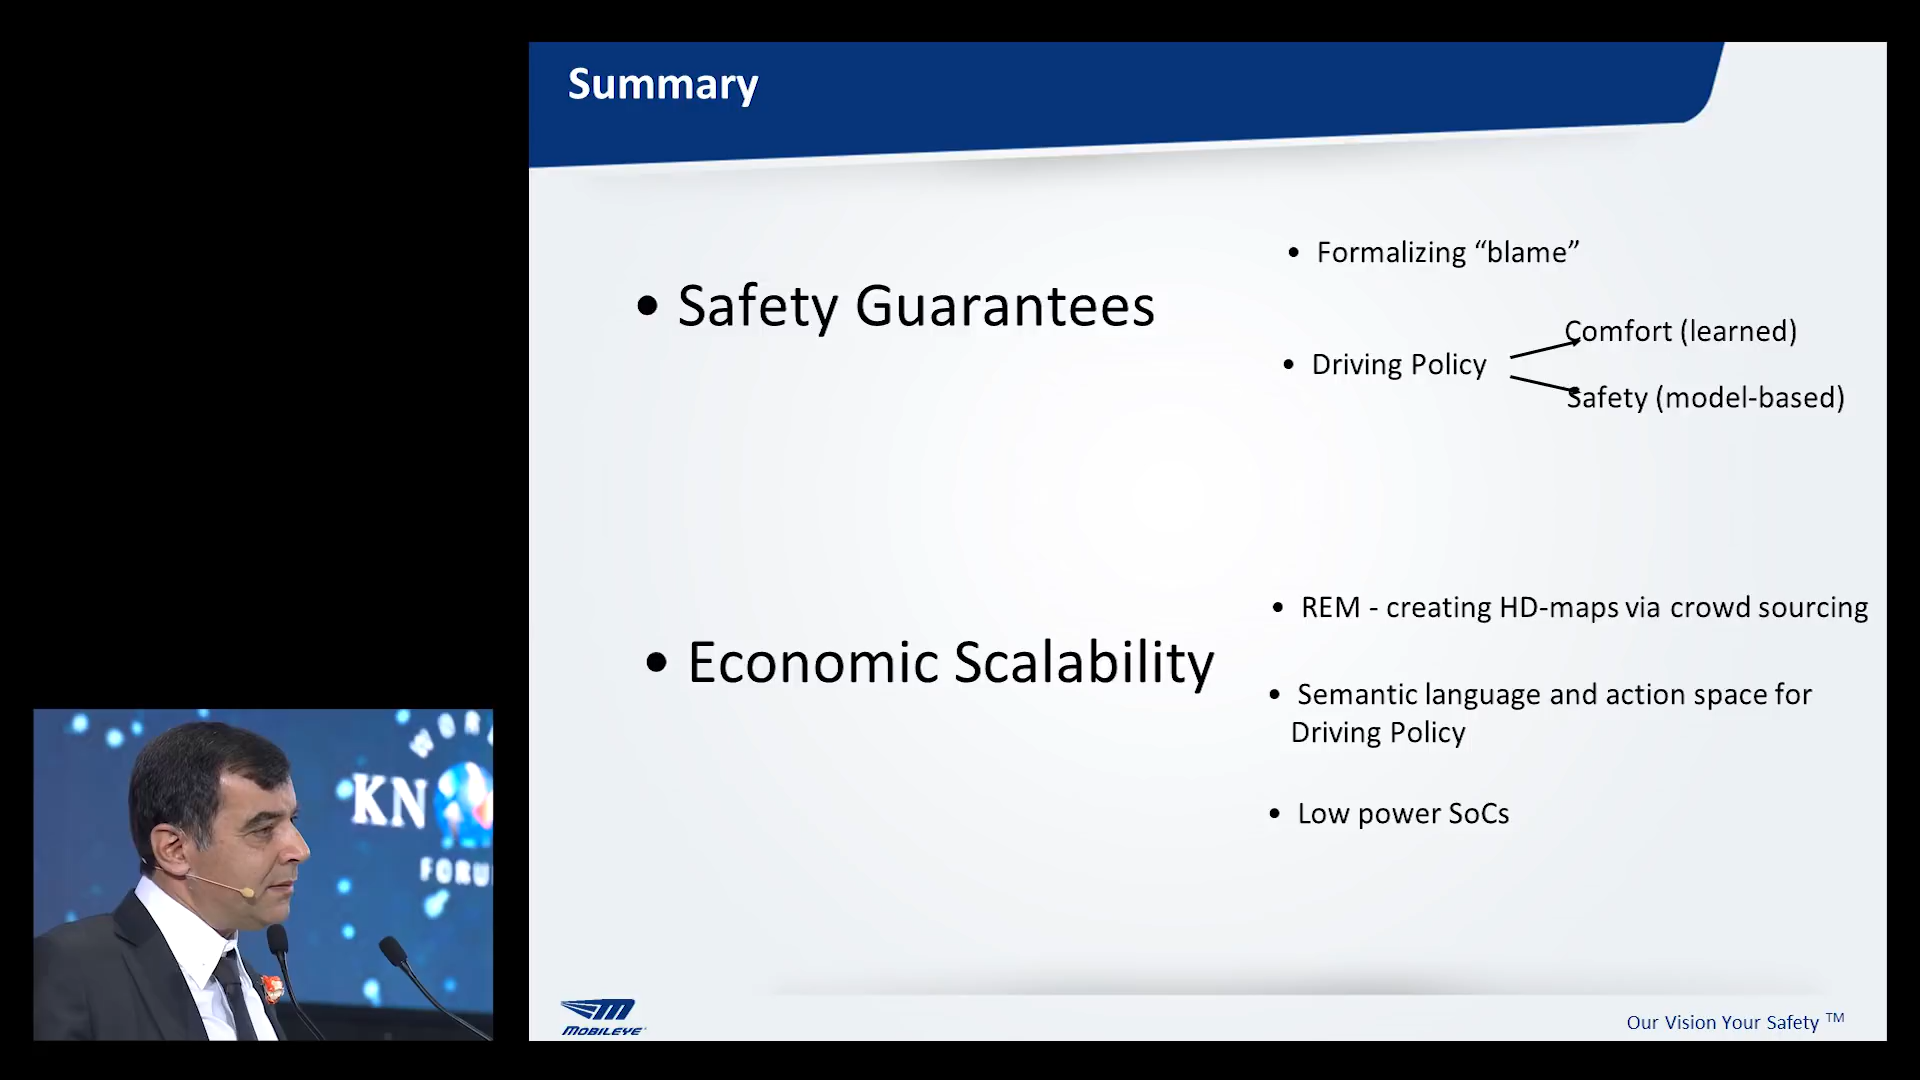 Summary
• Safety Guarantees
• Formalizing “blame”
• Driving Policy
Comfort (learned)
Safety (model-based)
• Economic Scalability
• REM - creating HD-maps via crowd sourcing
• Semantic language and action space for
Driving Policy
• Low power SoCs
MOBILEYE
Our Vision Your Safety TM
WOR
KN
FORU